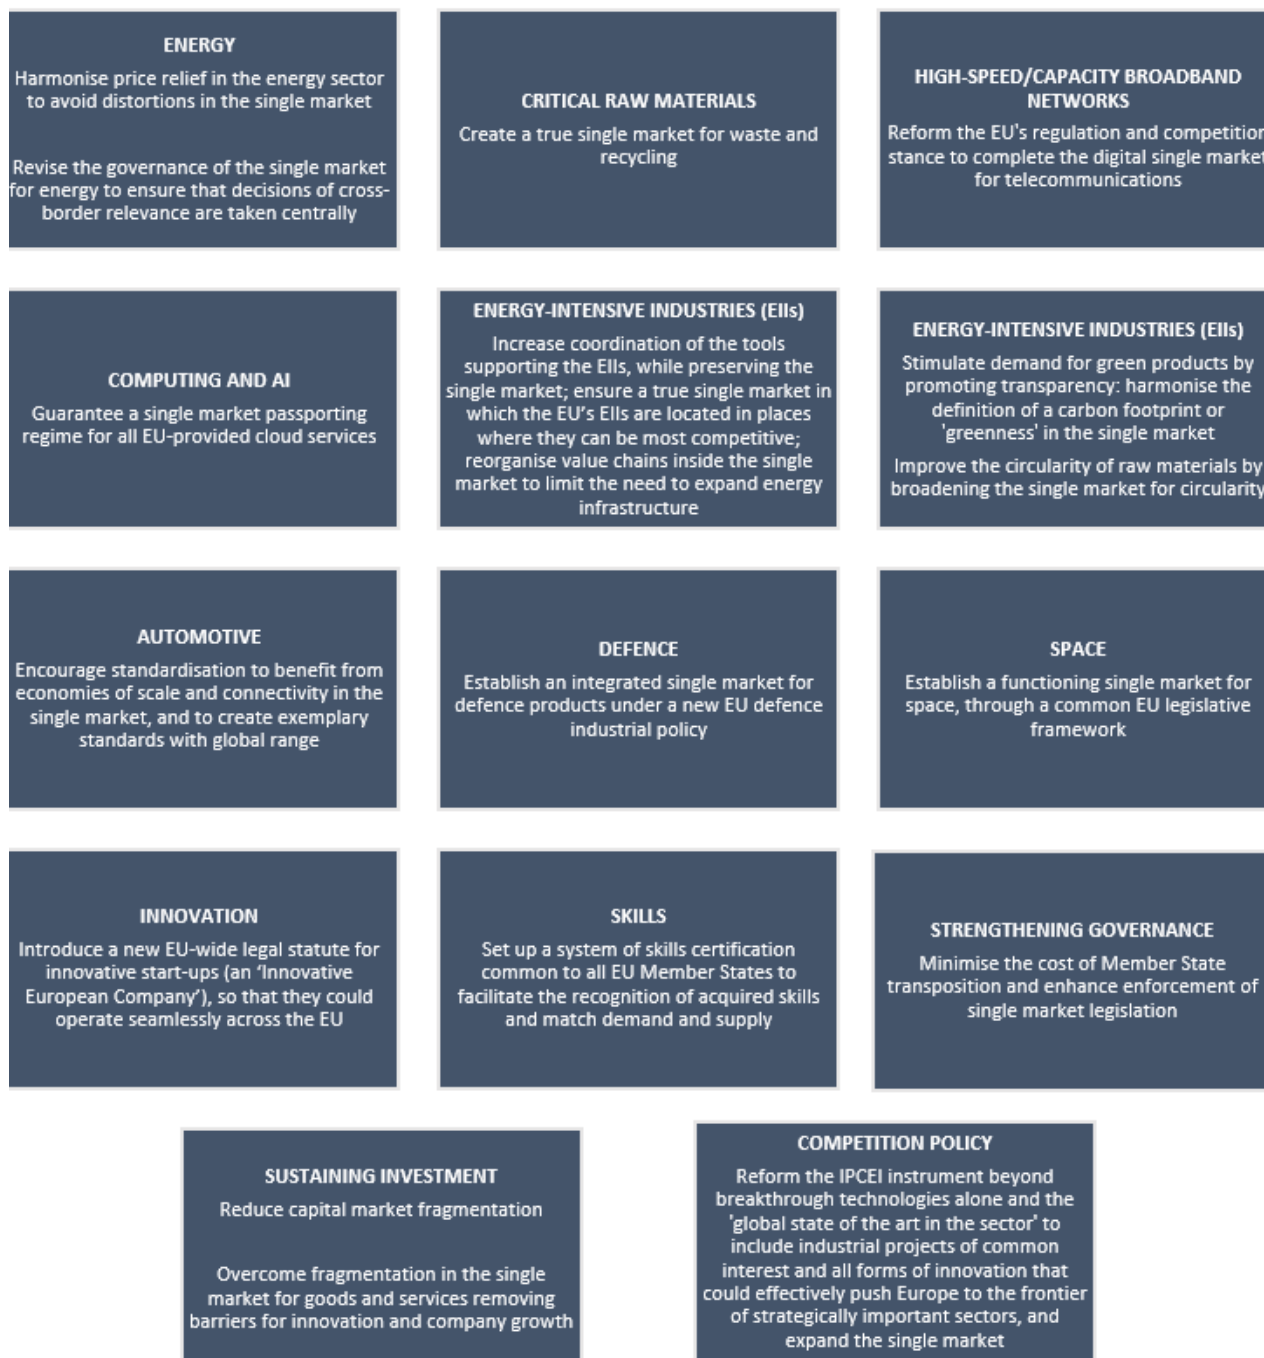 ENERGY
Harmonise price relief in the energy sector
to avoid distortions in the single market
Revise the governance of the single market
for energy to ensure that decisions of cross-
border relevance are taken centrally
CRITICAL RAW MATERIALS
Create a true single market for waste and
recycling
HIGH-SPEED/CAPACITY BROADBAND
NETWORKS
Reform the EU's regulation and competition
stance to complete the digital single market
for telecommunications
COMPUTING AND AI
Guarantee a single market passporting
regime for all EU-provided cloud services
ENERGY-INTENSIVE INDUSTRIES (EIIs)
Increase coordination of the tools
supporting the EIIs, while preserving the
single market; ensure a true single market in
which the EU's EIIs are located in places
where they can be most competitive;
reorganise value chains inside the single
market to limit the need to expand energy
infrastructure
ENERGY-INTENSIVE INDUSTRIES (EIIs)
Stimulate demand for green products by
promoting transparency: harmonise the
definition of a carbon footprint or
'greenness' in the single market
Improve the circularity of raw materials by
broadening the single market for circularity
AUTOMOTIVE
Encourage standardisation to benefit from
economies of scale and connectivity in the
single market, and to create exemplary
standards with global range
DEFENCE
Establish an integrated single market for
defence products under a new EU defence
industrial policy
SPACE
Establish a functioning single market for
space, through a common EU legislative
framework
INNOVATION
Introduce a new EU-wide legal statute for
innovative start-ups (an ‘Innovative
European Company’), so that they could
operate seamlessly across the EU
SKILLS
Set up a system of skills certification
common to all EU Member States to
facilitate the recognition of acquired skills
and match demand and supply
STRENGTHENING GOVERNANCE
Minimise the cost of Member State
transposition and enhance enforcement of
single market legislation
SUSTAINING INVESTMENT
Reduce capital market fragmentation
Overcome fragmentation in the single
market for goods and services removing
barriers for innovation and company growth
COMPETITION POLICY
Reform the IPCEI instrument beyond
breakthrough technologies alone and the
'global state of the art in the sector' to
include industrial projects of common
interest and all forms of innovation that
could effectively push Europe to the frontier
of strategically important sectors, and
expand the single market